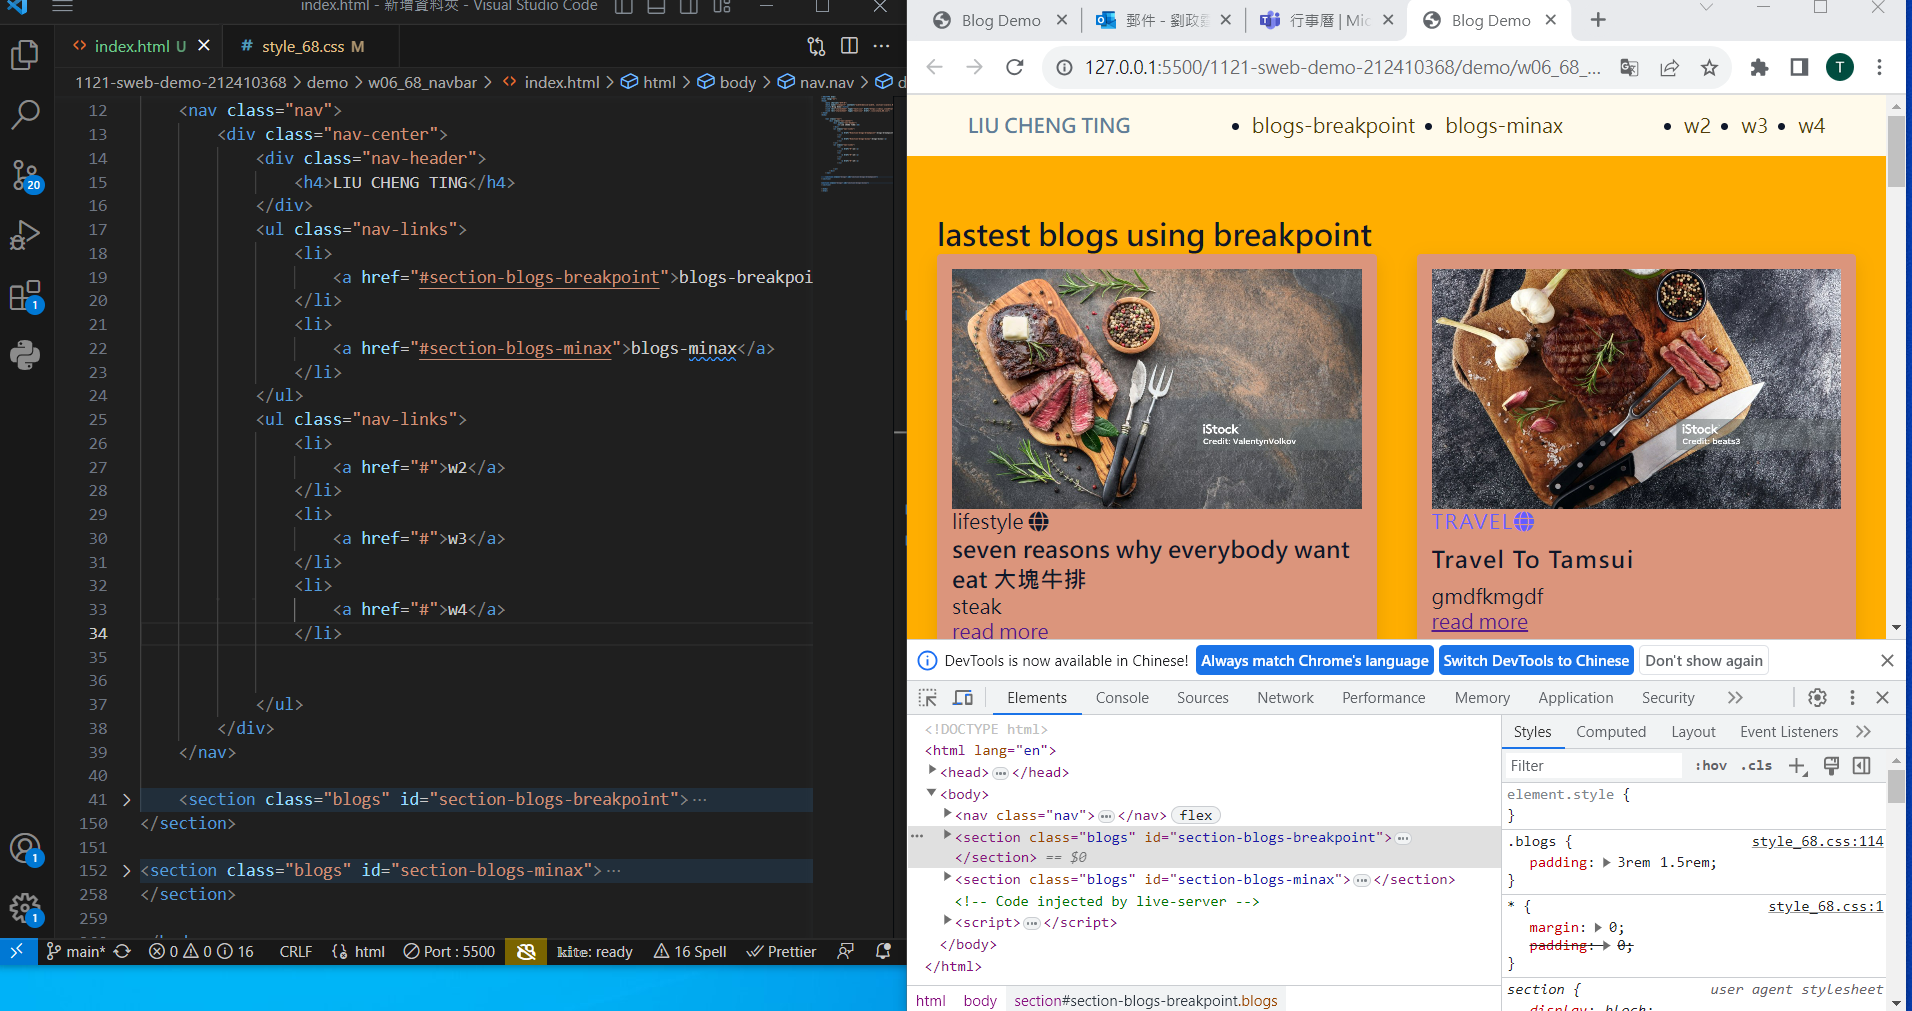 index.html - 新增資料夾 - Visual Studio Code
index.html U
style_68.css M
1121-sweb-demo-212410368 > demo > w06_68_navbar > index.html > html > body > nav.nav > d
12 <nav class="nav">
13 <div class="nav-center">
14 <div class="nav-header">
15 <h4>LIU CHENG TING</h4>
16 </div>
17 <ul class="nav-links">
18 <li>
19 <a href="#section-blogs-breakpoint">blogs-breakpoi
20 </li>
21 <li>
22 <a href="#section-blogs-minax">blogs-minax</a>
23 </li>
24 </ul>
25 <ul class="nav-links">
26 <li>
27 <a href="#">w2</a>
28 </li>
29 <li>
30 <a href="#">w3</a>
31 </li>
32 <li>
33 <a href="#">w4</a>
34 </li>
35
36
37 </ul>
38 </div>
39 </nav>
40
41 <section class="blogs" id="section-blogs-breakpoint">…
150 </section>
151
152 <section class="blogs" id="section-blogs-minax">…
258 </section>
259
20
1
1
1
main* 0 0 16 CRLF html Port : 5500 kite: ready 16 Spell Prettier
Blog Demo
郵件 - 劉政
行事曆 | Mic
Blog Demo
127.0.0.1:5500/1121-sweb-demo-212410368/demo/w06_68_...
T
LIU CHENG TING
• blogs-breakpoint • blogs-minax
• w2 • w3 • w4
lastest blogs using breakpoint
iStock
Credit: ValentynVolkov
lifestyle
seven reasons why everybody want
eat 大塊牛排
steak
read more
iStock
Credit: beats3
TRAVEL
Travel To Tamsui
gmdfkmgdf
read more
DevTools is now available in Chinese! Always match Chrome's language Switch DevTools to Chinese Don't show again
Elements Console Sources Network Performance Memory Application Security
<!DOCTYPE html>
<html lang="en">
<head>…</head>
<body>
<nav class="nav">…</nav> flex
<section class="blogs" id="section-blogs-breakpoint">…
</section> == $0
<section class="blogs" id="section-blogs-minax">…</section>
<!-- Code injected by live-server -->
<script>…</script>
</body>
</html>
html body section#section-blogs-breakpoint.blogs
Styles Computed Layout Event Listeners
Filter :hov .cls
element.style {
}
.blogs { style_68.css:114
padding: 3rem 1.5rem;
}
* { style_68.css:1
margin: 0;
padding: 0;
}
section { user agent stylesheet
display: block;